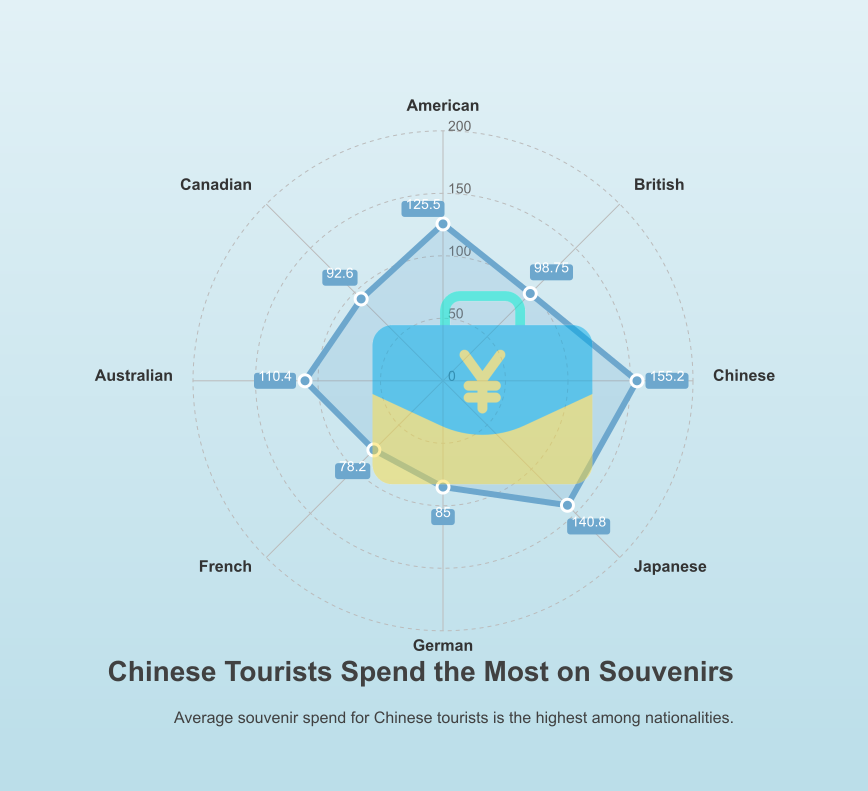 American
200
Canadian
British
150
125.5
100
98.75
92.6
50
¥
Australian
110.4
0
155.2
Chinese
78.2
85
140.8
French
Japanese
German
Chinese Tourists Spend the Most on Souvenirs
Average souvenir spend for Chinese tourists is the highest among nationalities.